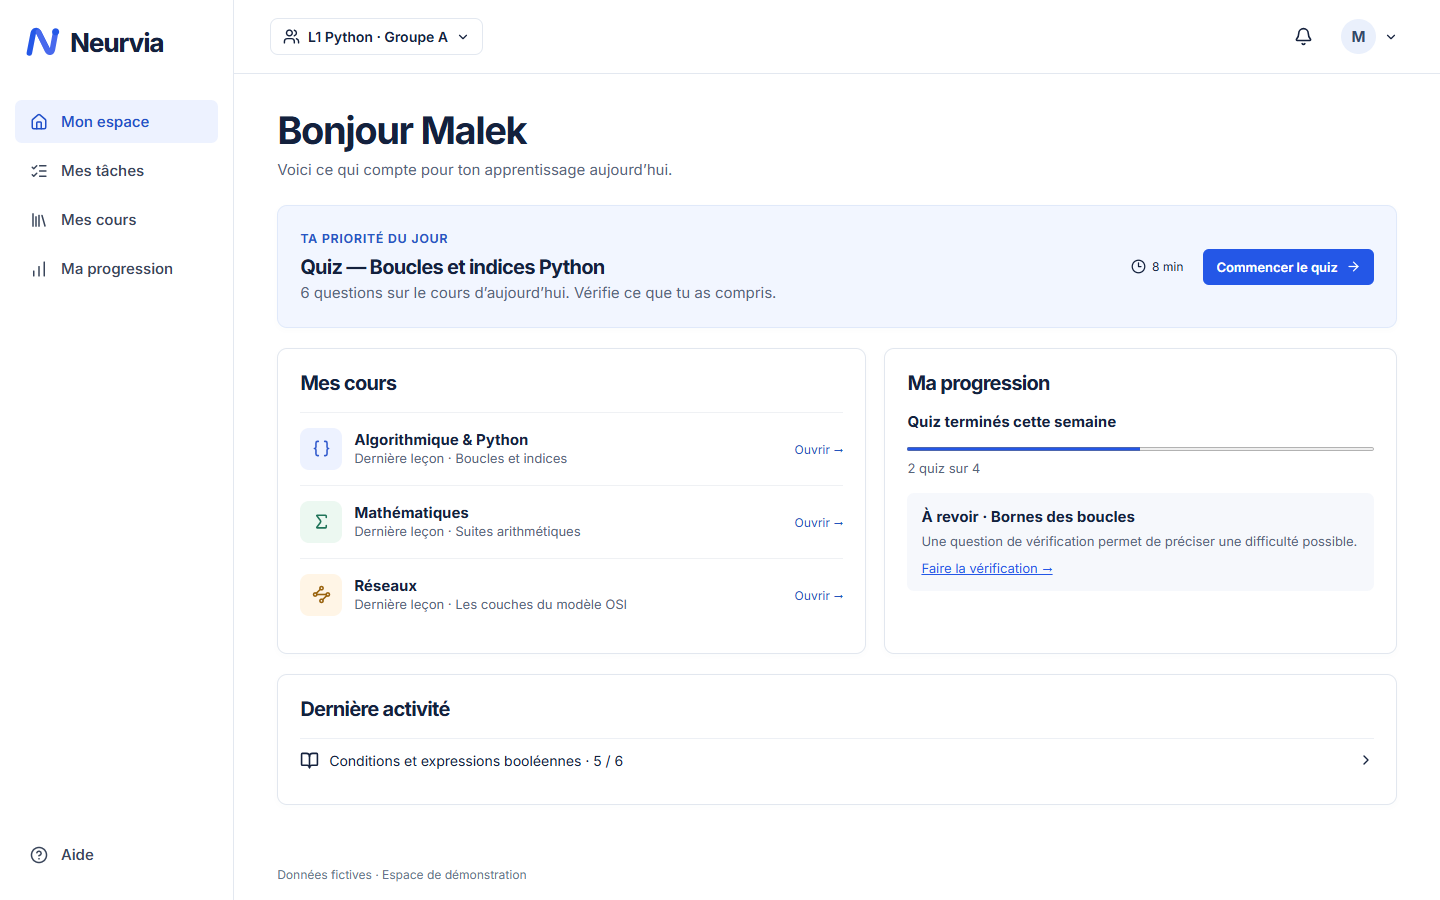 Neurvia
L1 Python · Groupe A
M
Mon espace
Mes tâches
Mes cours
Ma progression
Aide
Bonjour Malek
Voici ce qui compte pour ton apprentissage aujourd’hui.
TA PRIORITÉ DU JOUR
Quiz — Boucles et indices Python
6 questions sur le cours d’aujourd’hui. Vérifie ce que tu as compris.
8 min
Commencer le quiz →
Mes cours
{} Algorithmique & Python
Dernière leçon · Boucles et indices
Ouvrir →
Σ Mathématiques
Dernière leçon · Suites arithmétiques
Ouvrir →
Réseaux
Dernière leçon · Les couches du modèle OSI
Ouvrir →
Ma progression
Quiz terminés cette semaine
2 quiz sur 4
À revoir · Bornes des boucles
Une question de vérification permet de préciser une difficulté possible.
Faire la vérification →
Dernière activité
Conditions et expressions booléennes · 5 / 6
Données fictives · Espace de démonstration